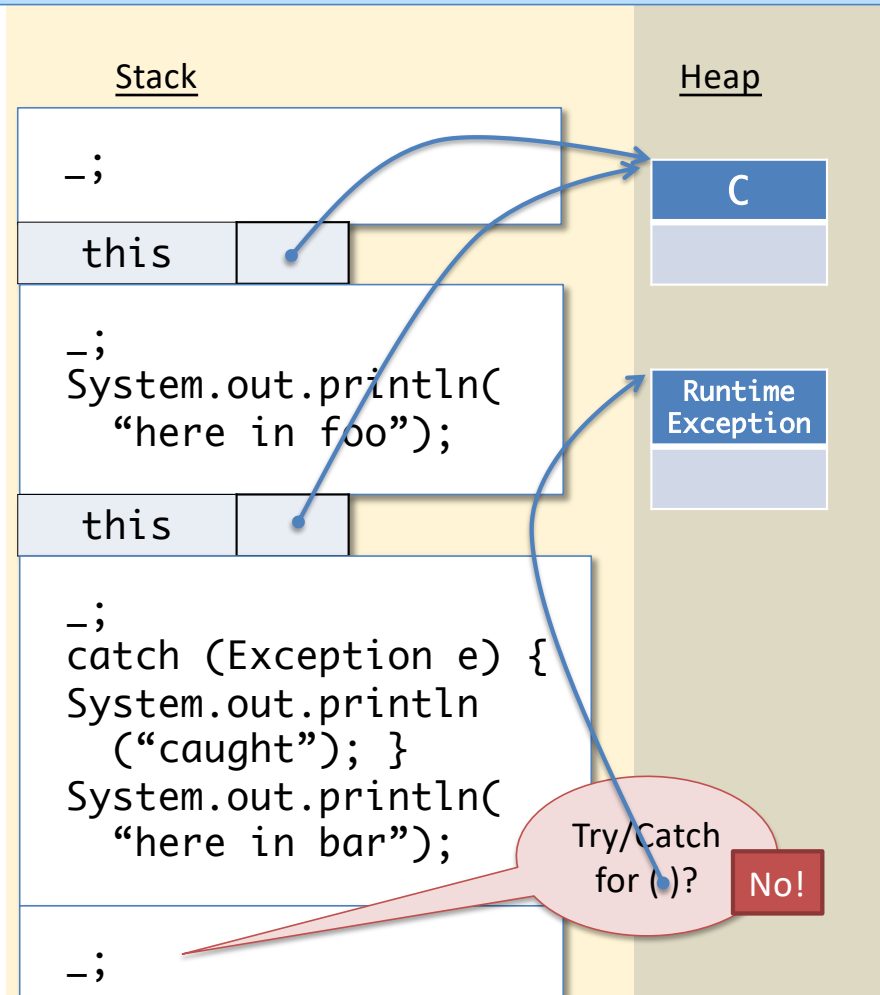 Stack
Heap
_;
C
this
_;
System.out.println(
“here in foo”);
Runtime
Exception
this
_;
catch (Exception e) {
System.out.println
(“caught”); }
System.out.println(
“here in bar”);
Try/Catch
for ( )?
No!
_;